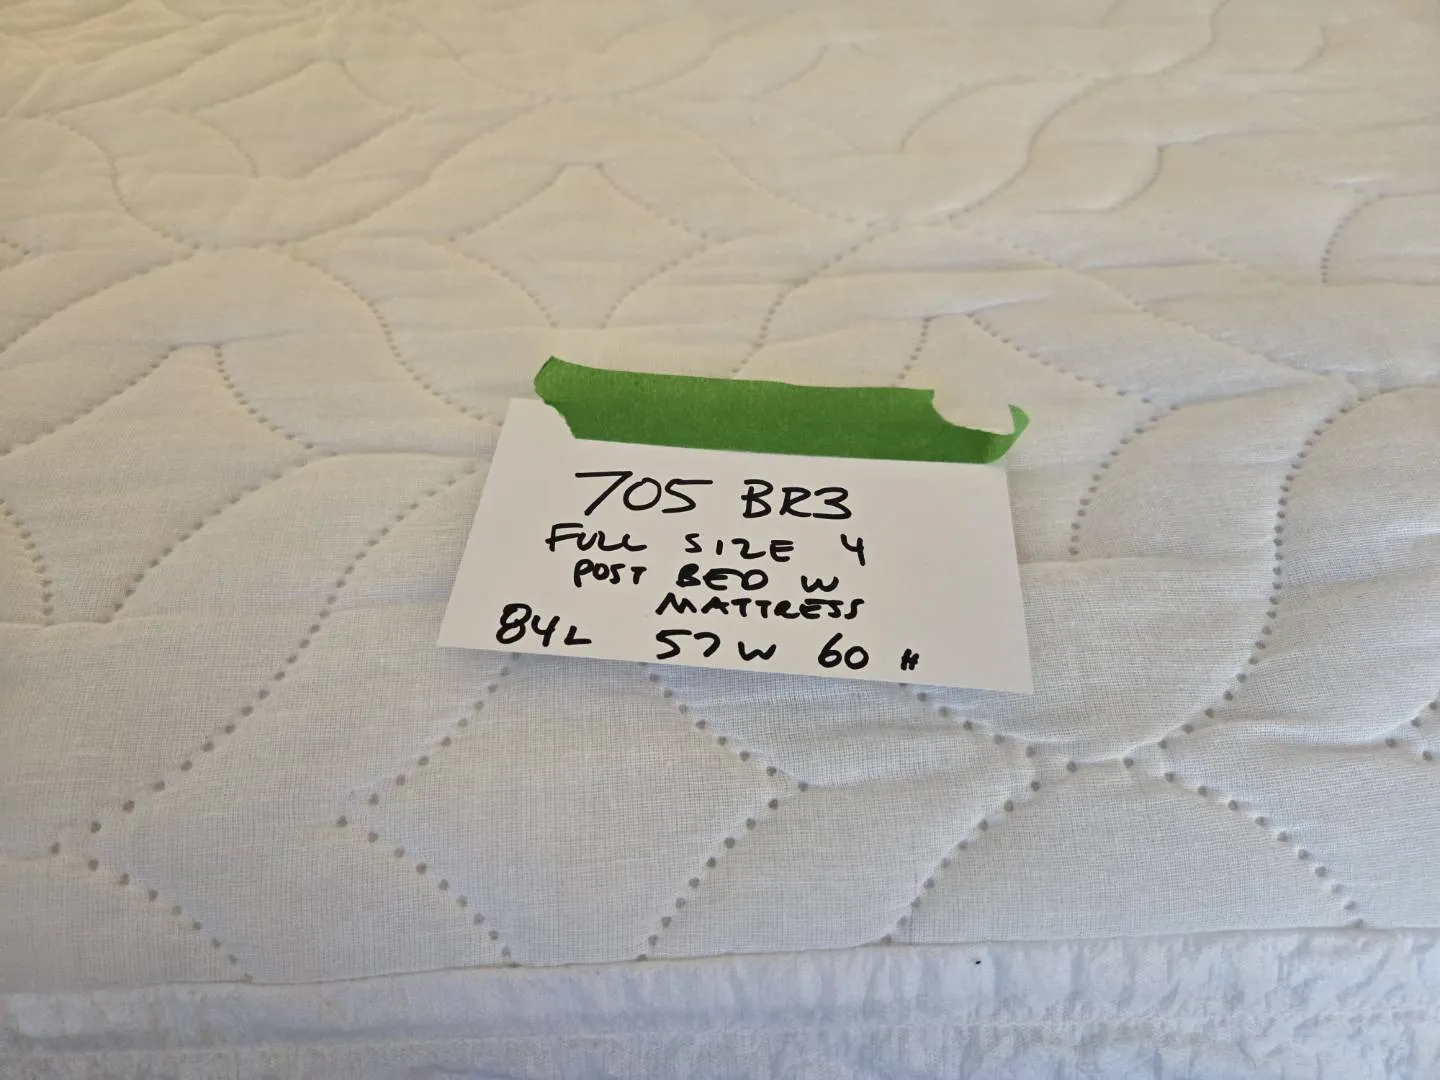 705 BR3
FULL SIZE 4
POST BED W
MATTRESS
84L 57W 60 H